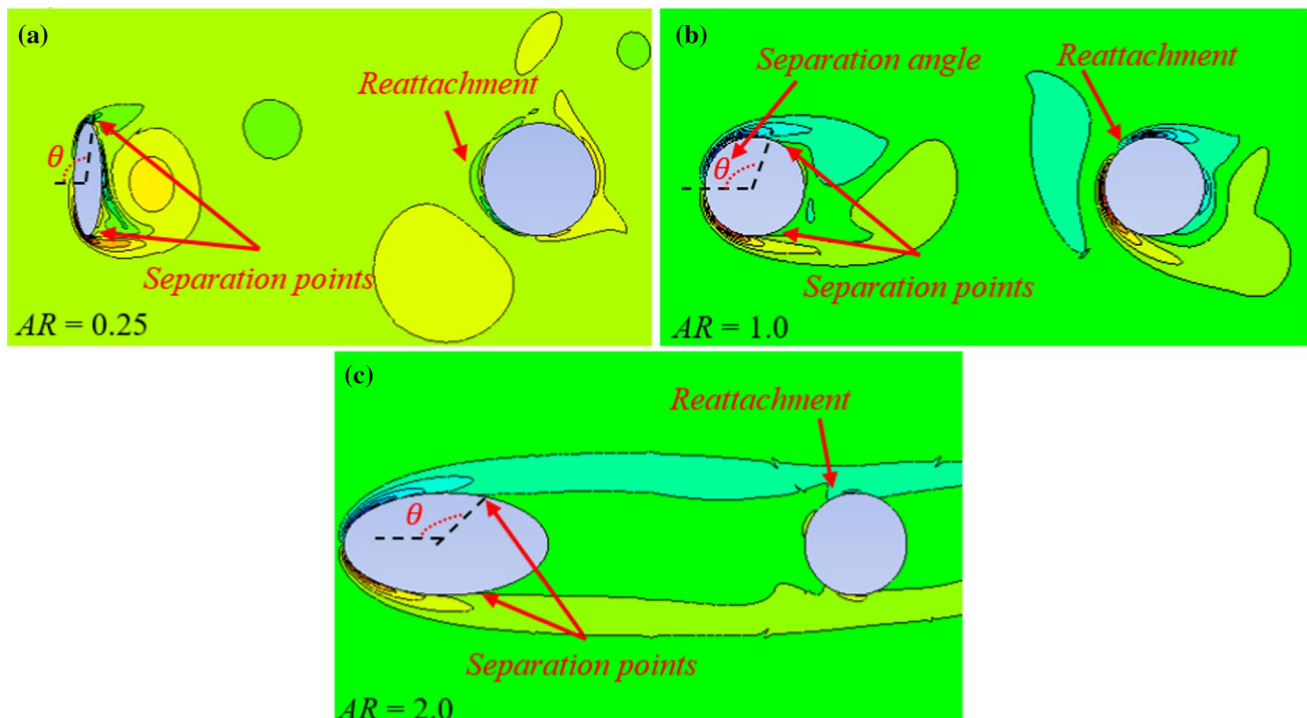 (a)
Reattachment
θ
Separation points
AR = 0.25
(b)
Separation angle
Reattachment
θ
Separation points
AR = 1.0
(c)
Reattachment
θ
Separation points
AR = 2.0